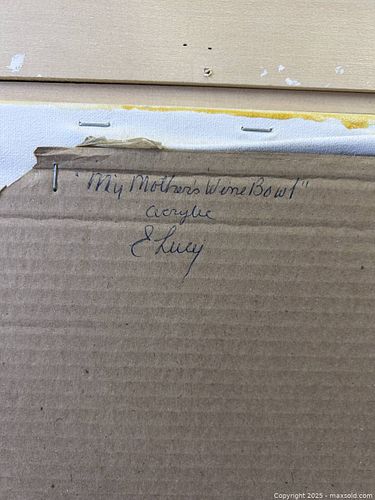 "My Mother's Wine Bowl"
acrylic
E Lucy
Copyright 2025 - maxsold.com